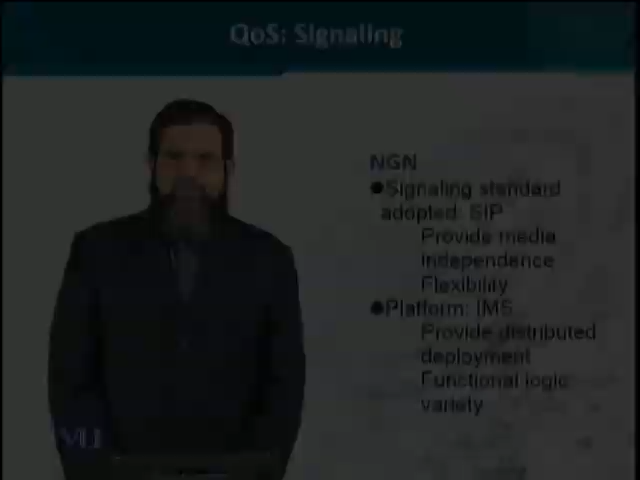 QoS: Signaling
NGN
●Signaling standard
adopted: SIP
Provide media
independence
Flexibility
●Platform: IMS
Provide distributed
deployment
Functional logic
variety